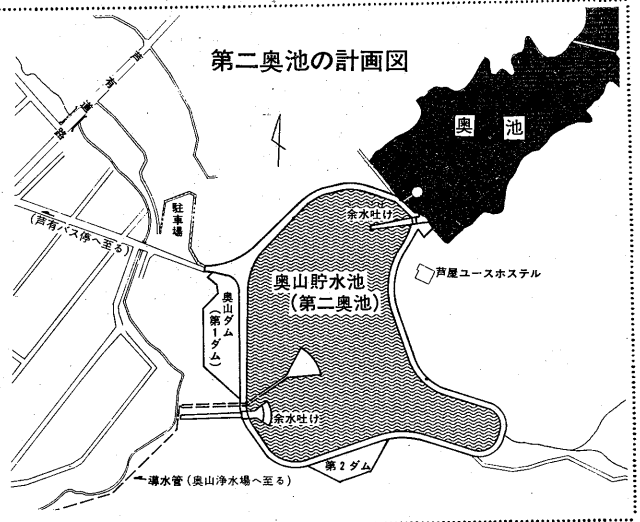 第二奥池の計画図
芦有道路
奥池
駐車場
余水吐け
(芦有バス停へ至る)
芦屋ユースホステル
奥山貯水池
(第二奥池)
奥山ダム
(第1ダム)
余水吐け
第2ダム
導水管(奥山浄水場へ至る)